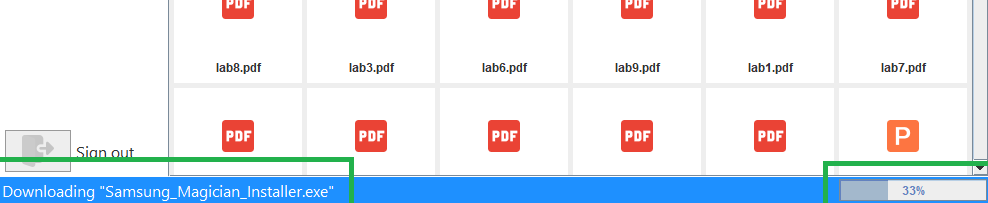 PDF PDF PDF PDF PDF PDF
lab8.pdf lab3.pdf lab6.pdf lab9.pdf lab1.pdf lab7.pdf
PDF PDF PDF PDF PDF P
Sign out
Downloading "Samsung_Magician_Installer.exe" 33%